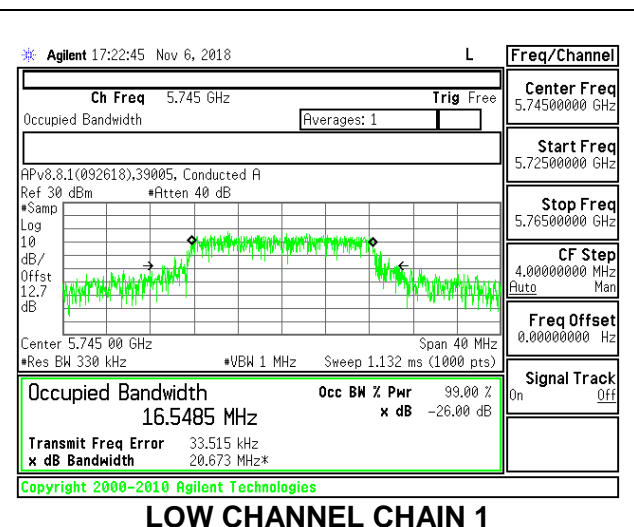 Agilent 17:22:45 Nov 6, 2018 L
Freq/Channel
Ch Freq 5.745 GHz Trig Free
Occupied Bandwidth Averages: 1
APv8.8.1(092618),39005, Conducted A
Ref 30 dBm #Atten 40 dB
#Samp
Log
10
dB/
Offst
12.7
dB
Center 5.745 00 GHz Span 40 MHz
#Res BW 330 kHz #VBW 1 MHz Sweep 1.132 ms (1000 pts)
Occupied Bandwidth Occ BW % Pwr 99.00 %
16.5485 MHz x dB -26.00 dB
Transmit Freq Error 33.515 kHz
x dB Bandwidth 20.673 MHz*
Center Freq
5.74500000 GHz
Start Freq
5.72500000 GHz
Stop Freq
5.76500000 GHz
CF Step
4.00000000 MHz
Auto Man
Freq Offset
0.00000000 Hz
Signal Track
On Off
Copyright 2000-2010 Agilent Technologies
LOW CHANNEL CHAIN 1